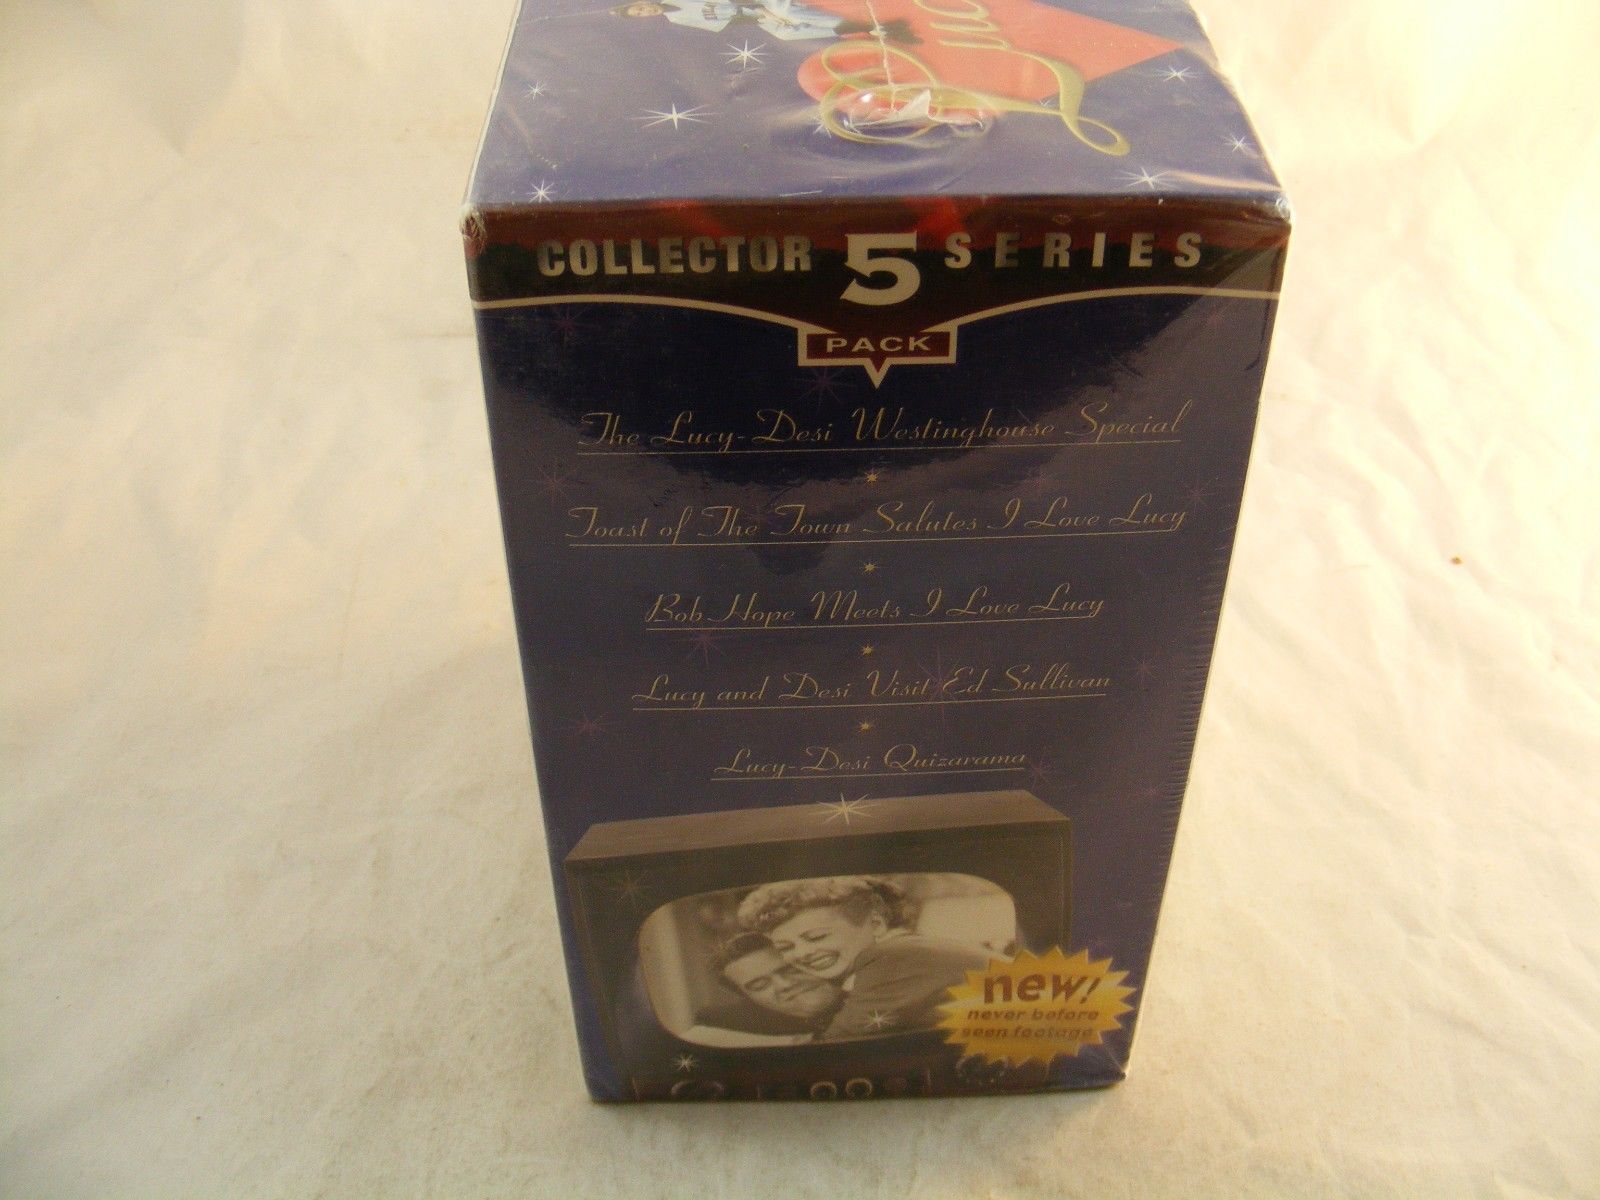 COLLECTOR 5 SERIES
PACK
The Lucy-Desi Westinghouse Special
Toast of The Town Salutes I Love Lucy
Bob Hope Meets I Love Lucy
Lucy and Desi Visit Ed Sullivan
Lucy-Desi Quizarama
new!
never before
seen footage